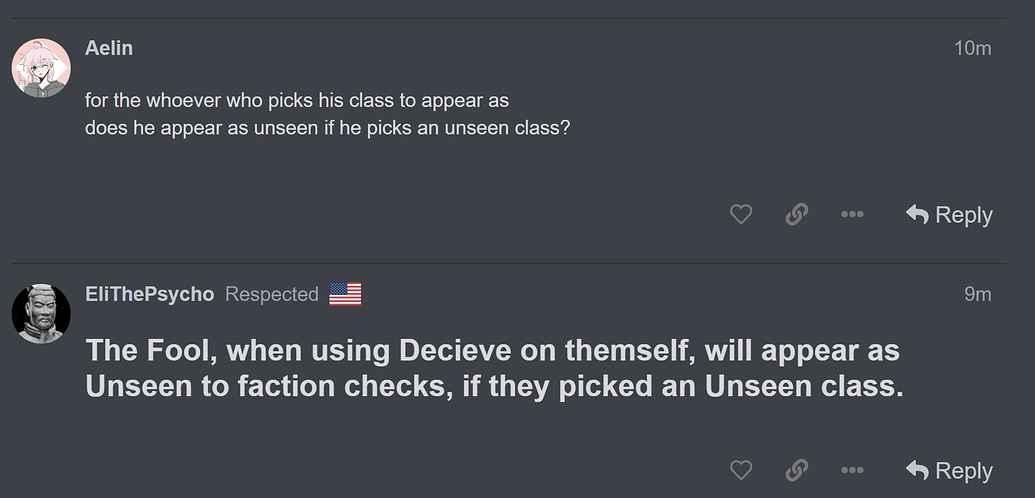 Aelin
10m
for the whoever who picks his class to appear as
does he appear as unseen if he picks an unseen class?
Reply
EliThePsycho Respected
9m
The Fool, when using Decieve on themself, will appear as
Unseen to faction checks, if they picked an Unseen class.
Reply